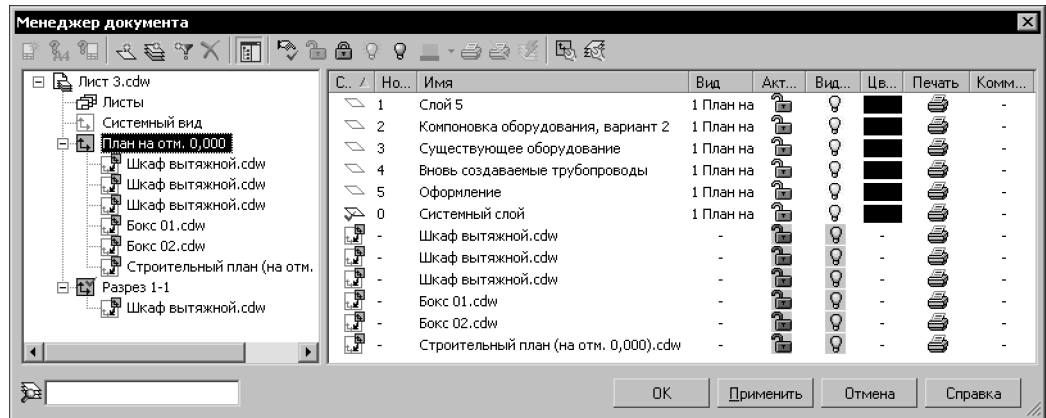 Менеджер документа
Лист 3.cdw
Листы
Системный вид
План на отм. 0,000
Шкаф вытяжной.cdw
Шкаф вытяжной.cdw
Шкаф вытяжной.cdw
Бокс 01.cdw
Бокс 02.cdw
Строительный план (на отм.
Разрез 1-1
Шкаф вытяжной.cdw
С... Но... Имя Вид Акт... Вид... Цв... Печать Комм...
1 Слой 5 1 План на -
2 Компоновка оборудования, вариант 2 1 План на -
3 Существующее оборудование 1 План на -
4 Вновь создаваемые трубопроводы 1 План на -
5 Оформление 1 План на -
0 Системный слой 1 План на -
- Шкаф вытяжной.cdw - - -
- Шкаф вытяжной.cdw - - -
- Шкаф вытяжной.cdw - - -
- Бокс 01.cdw - - -
- Бокс 02.cdw - - -
- Строительный план (на отм. 0,000).cdw - - -
OK Применить Отмена Справка